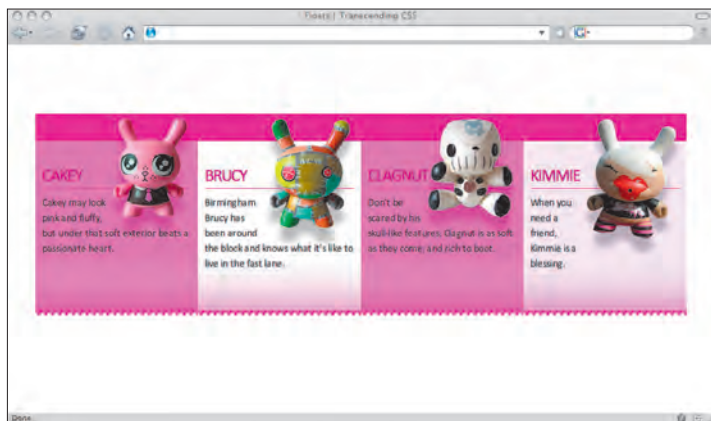 Floats | Transcending CSS
CAKEY
Cakey may look
pink and fluffy,
but under that soft exterior beats a
passionate heart.
BRUCY
Birmingham
Brucy has
been around
the block and knows what it's like to
live in the fast lane.
CLAGNUT
Don't be
scared by his
skull-like features, Clagnut is as soft
as they come, and rich to boot.
KIMMIE
When you
need a
friend,
Kimmie is a
blessing.
Done